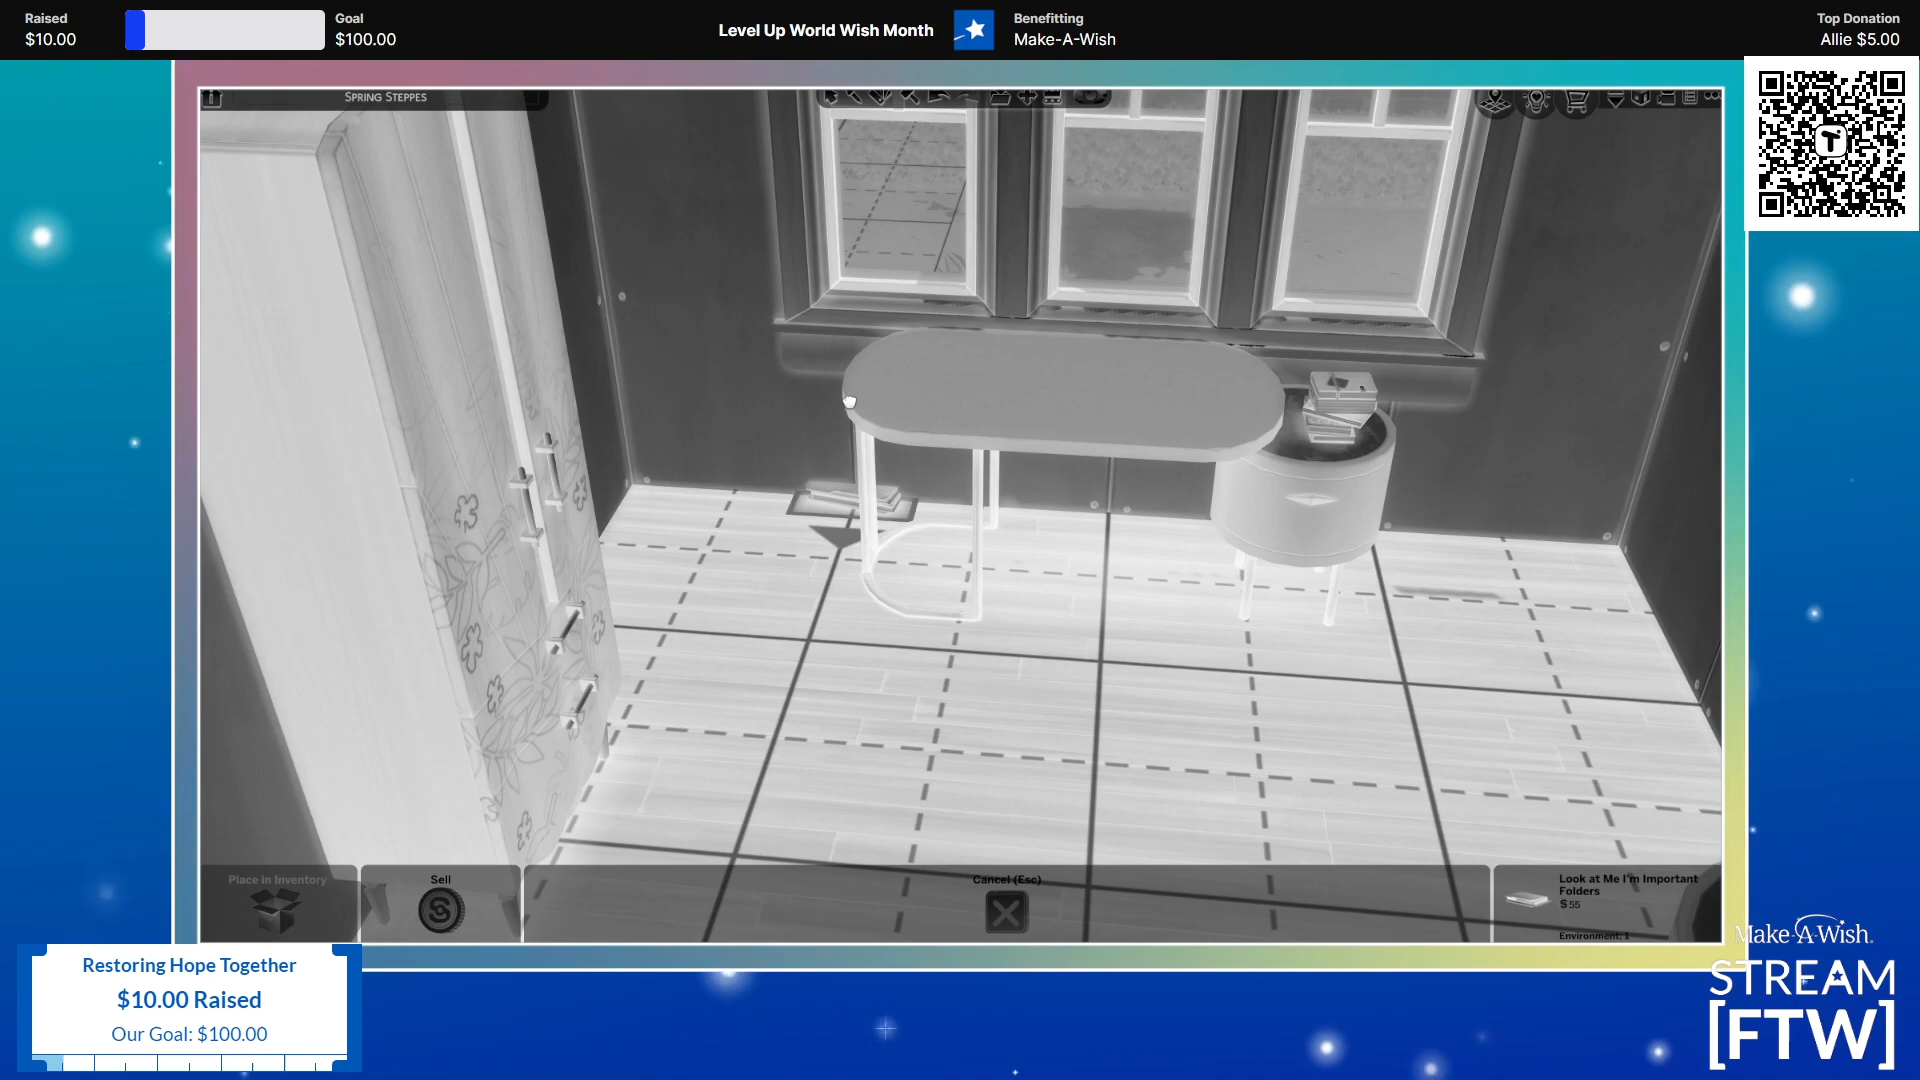 Raised
$10.00
Goal
$100.00
Level Up World Wish Month
Benefitting
Make-A-Wish
Top Donation
Allie $5.00
SPRING STEPPES
Place in Inventory
Sell
Cancel (Esc)
Look at Me I'm Important
Folders
$55
Environment: 1
Restoring Hope Together
$10.00 Raised
Our Goal: $100.00
Make-A-Wish.
STREAM
[FTW]